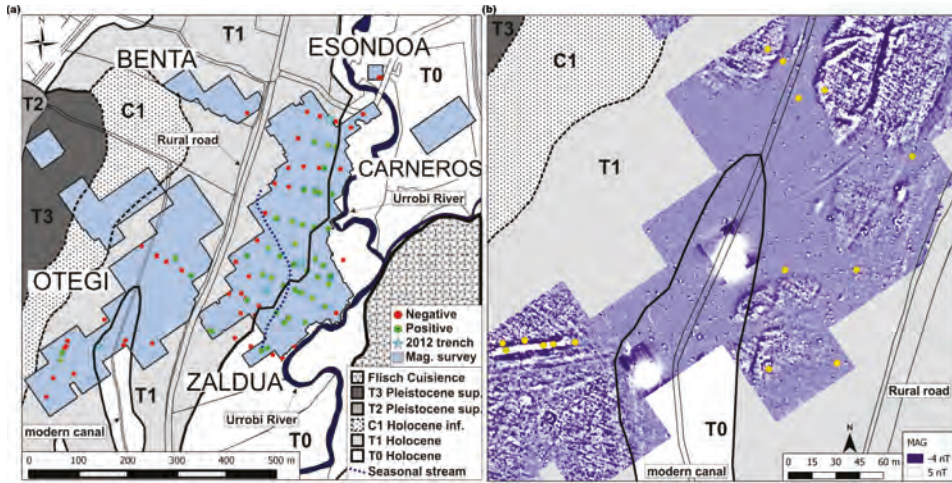 (a)
T1
BENTA
ESONDOA
T0
T2
C1
Rural road
CARNEROS
Urrobi River
T3
OTEGI
Negative
Positive
2012 trench
Mag. survey
ZALDUA
T1
Urrobi River
modern canal
T0
Flisch Cuisience
T3 Pleistocene sup.
T2 Pleistocene sup.
C1 Holocene inf.
T1 Holocene
T0 Holocene
Seasonal stream
0 100 200 300 400 500 m
(b)
T3
C1
T1
Rural road
T0
modern canal
N
0 15 30 45 60 m
MAG
-4 nT
5 nT